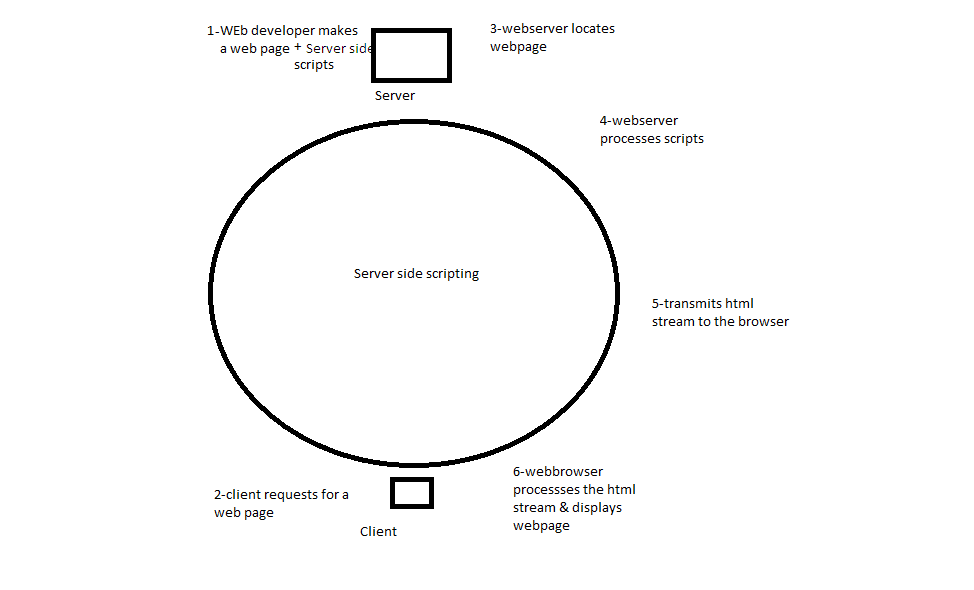 1-WEb developer makes
a web page + Server side
scripts
Server
3-webserver locates
webpage
4-webserver
processes scripts
Server side scripting
5-transmits html
stream to the browser
2-client requests for a
web page
Client
6-webbrowser
processses the html
stream & displays
webpage